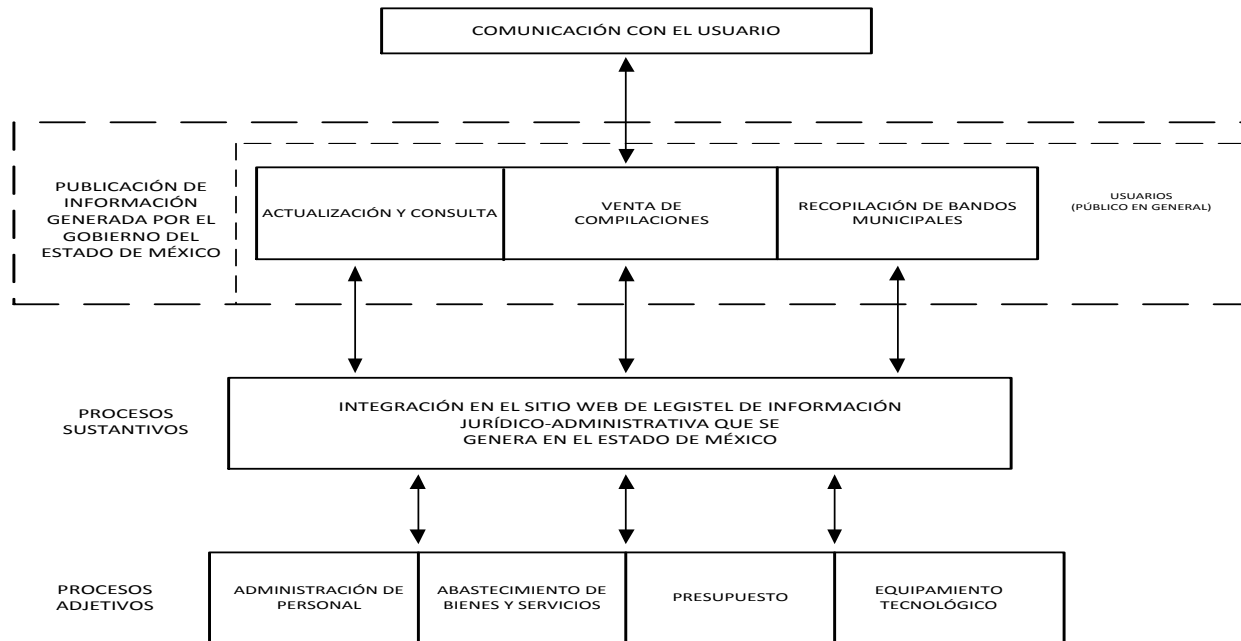 COMUNICACIÓN CON EL USUARIO
PUBLICACIÓN DE
INFORMACIÓN
GENERADA POR EL
GOBIERNO DEL
ESTADO DE MÉXICO
ACTUALIZACIÓN Y CONSULTA
VENTA DE
COMPILACIONES
RECOPILACIÓN DE BANDOS
MUNICIPALES
USUARIOS
(PÚBLICO EN GENERAL)
PROCESOS
SUSTANTIVOS
INTEGRACIÓN EN EL SITIO WEB DE LEGISTEL DE INFORMACIÓN
JURÍDICO-ADMINISTRATIVA QUE SE
GENERA EN EL ESTADO DE MÉXICO
PROCESOS
ADJETIVOS
ADMINISTRACIÓN DE
PERSONAL
ABASTECIMIENTO DE
BIENES Y SERVICIOS
PRESUPUESTO
EQUIPAMIENTO
TECNOLÓGICO